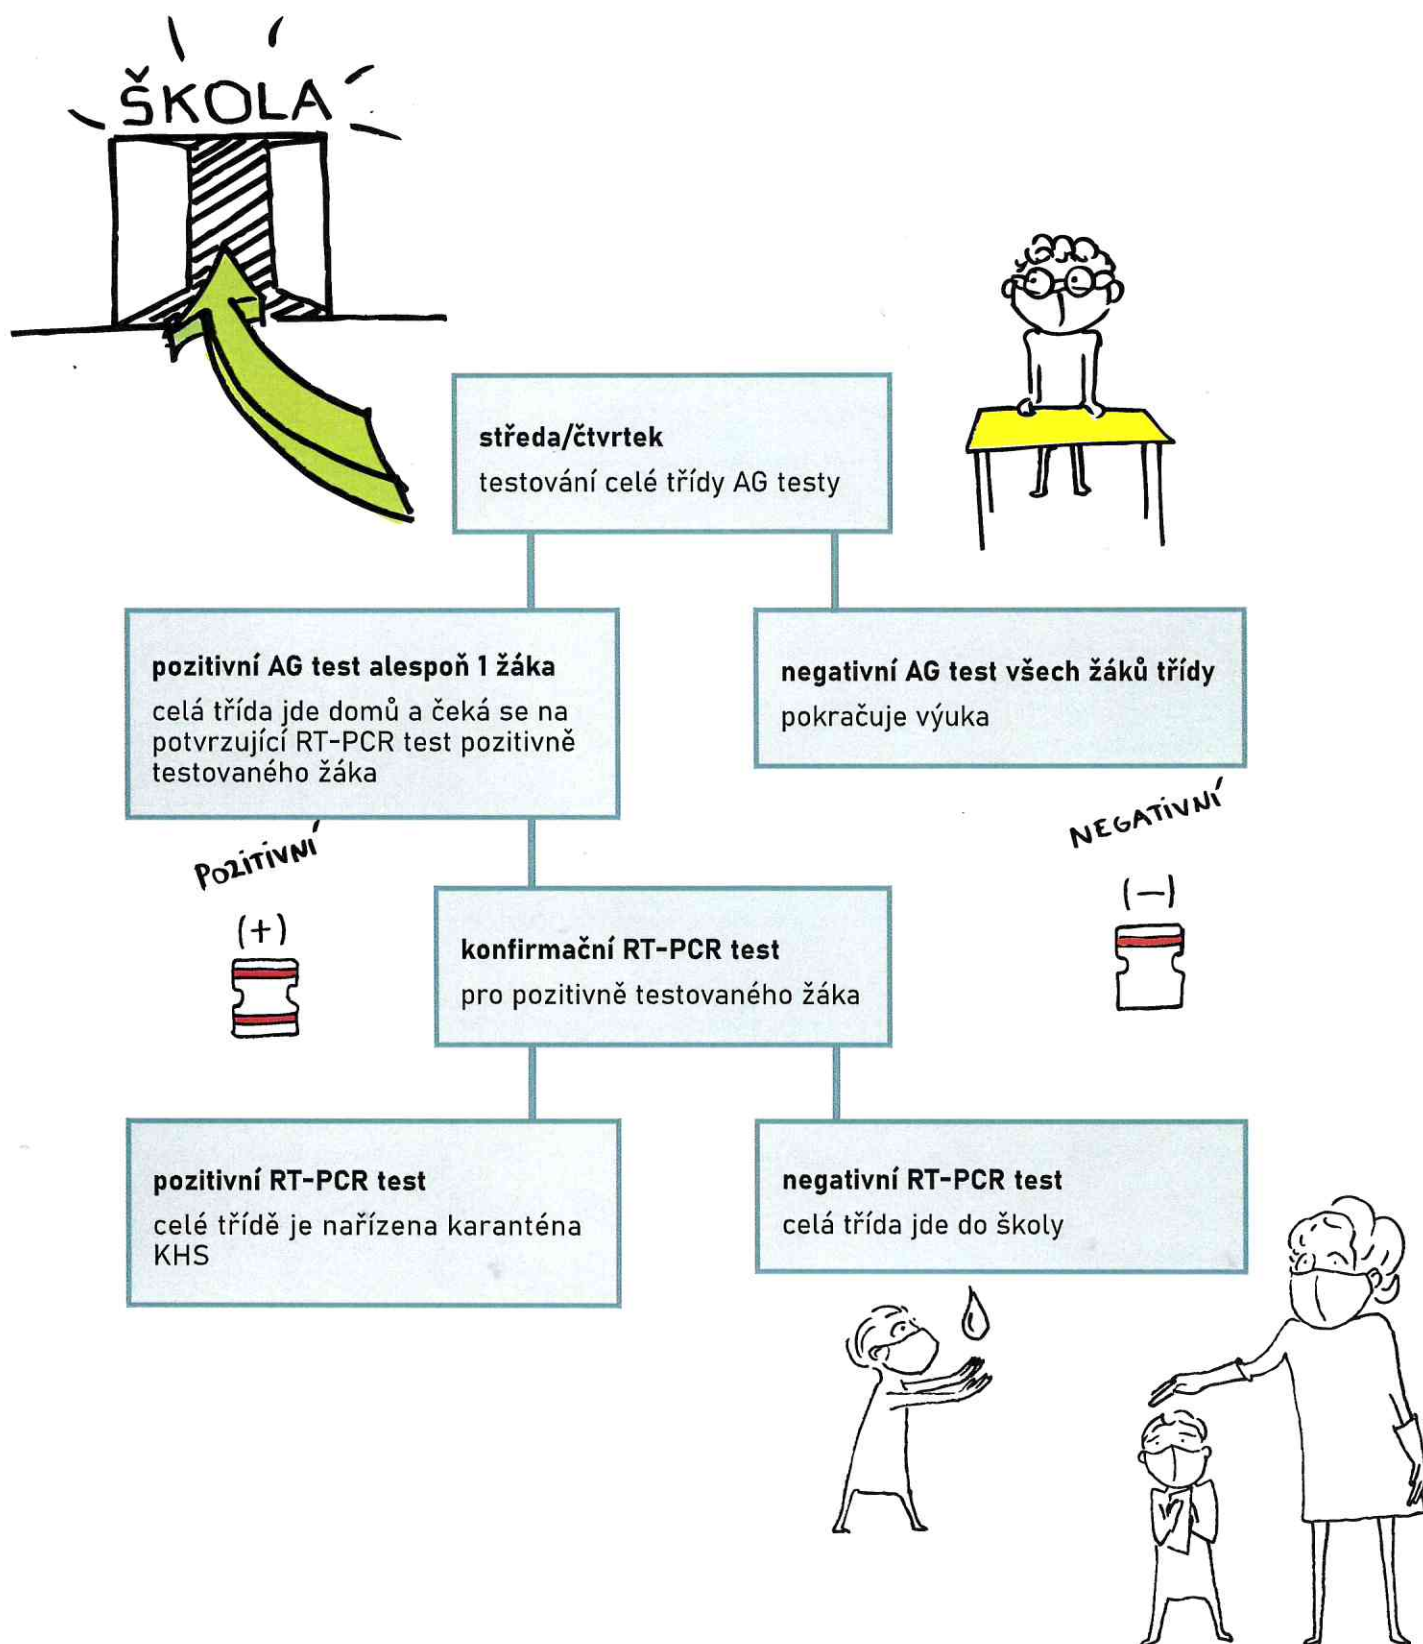 ŠKOLA
středa/čtvrtek
testování celé třídy AG testy
pozitivní AG test alespoň 1 žáka
celá třída jde domů a čeká se na
potvrzující RT-PCR test pozitivně
testovaného žáka
negativní AG test všech žáků třídy
pokračuje výuka
POZITIVNÍ
(+)
NEGATIVNÍ
(—)
konfirmační RT-PCR test
pro pozitivně testovaného žáka
pozitivní RT-PCR test
celé třídě je nařízena karanténa
KHS
negativní RT-PCR test
celá třída jde do školy